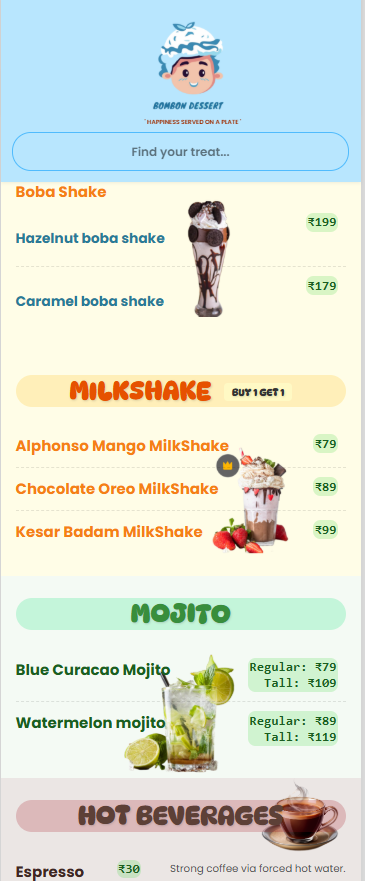 BOMBON DESSERT
"HAPPINESS SERVED ON A PLATE"
Find your treat...
Boba Shake
Hazelnut boba shake ₹199
Caramel boba shake ₹179
MILKSHAKE BUY 1 GET 1
Alphonso Mango MilkShake ₹79
Chocolate Oreo MilkShake ₹89
Kesar Badam MilkShake ₹99
MOJITO
Blue Curacao Mojito Regular: ₹79
Tall: ₹109
Watermelon mojito Regular: ₹89
Tall: ₹119
HOT BEVERAGES
Espresso ₹30 Strong coffee via forced hot water.